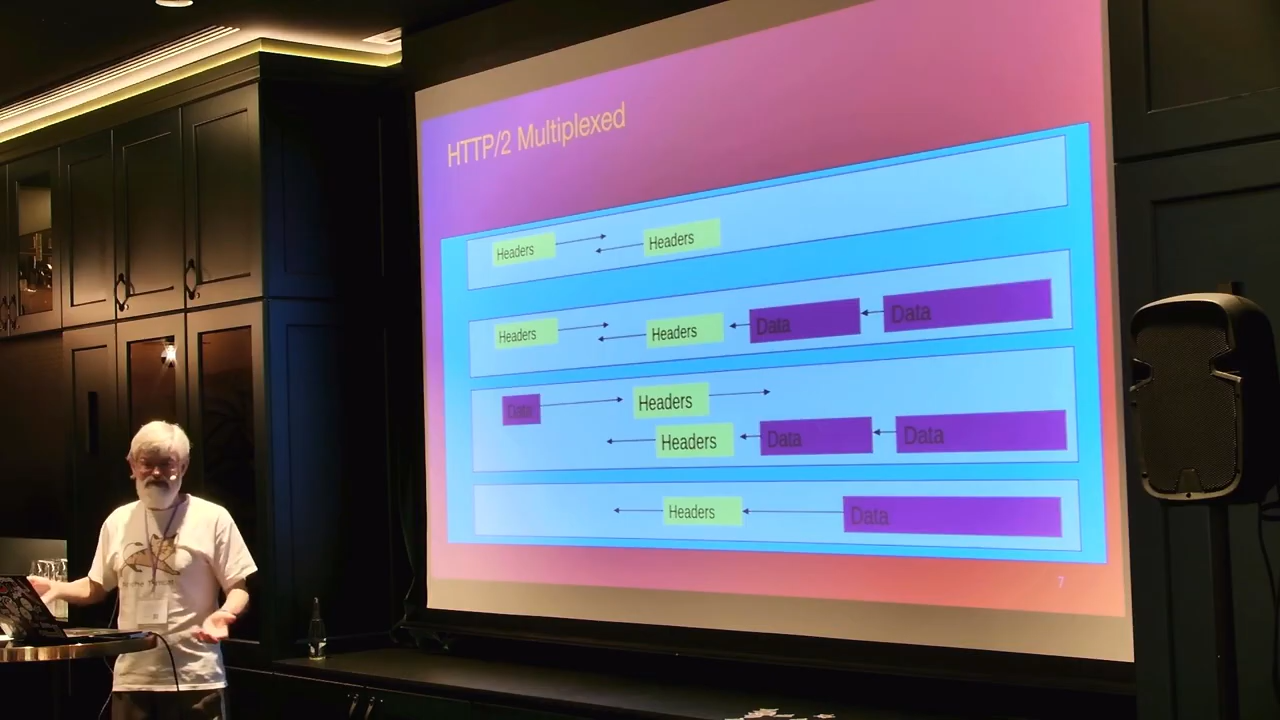 HTTP/2 Multiplexed
Headers Headers
Headers Headers Data Data
Data Headers
Headers Data Data
Headers Data
7